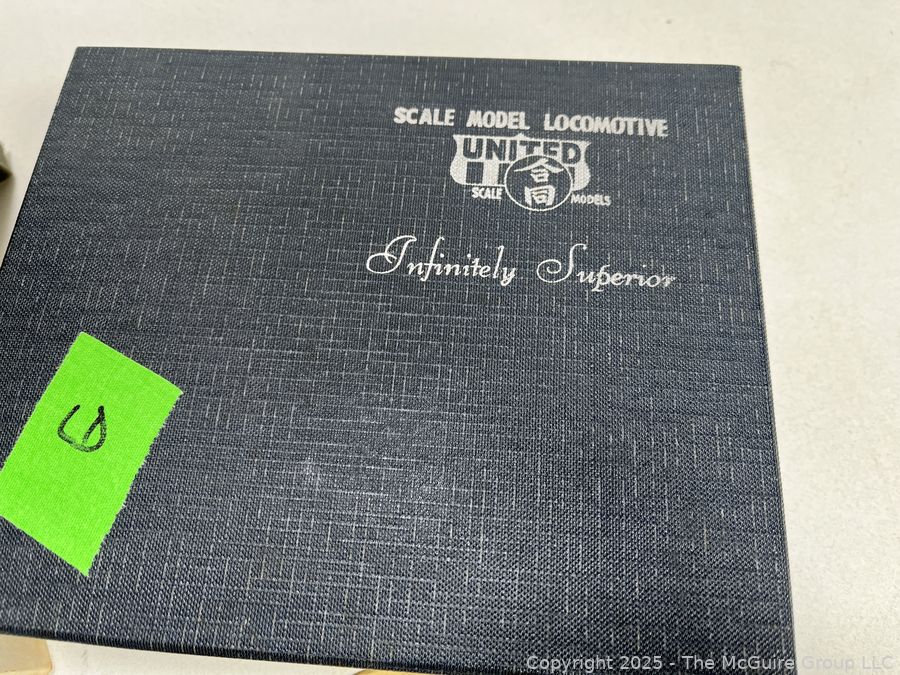 SCALE MODEL LOCOMOTIVE
UNITED
合同
SCALE MODELS
Infinitely Superior
Copyright 2025 - The McGuire Group LLC